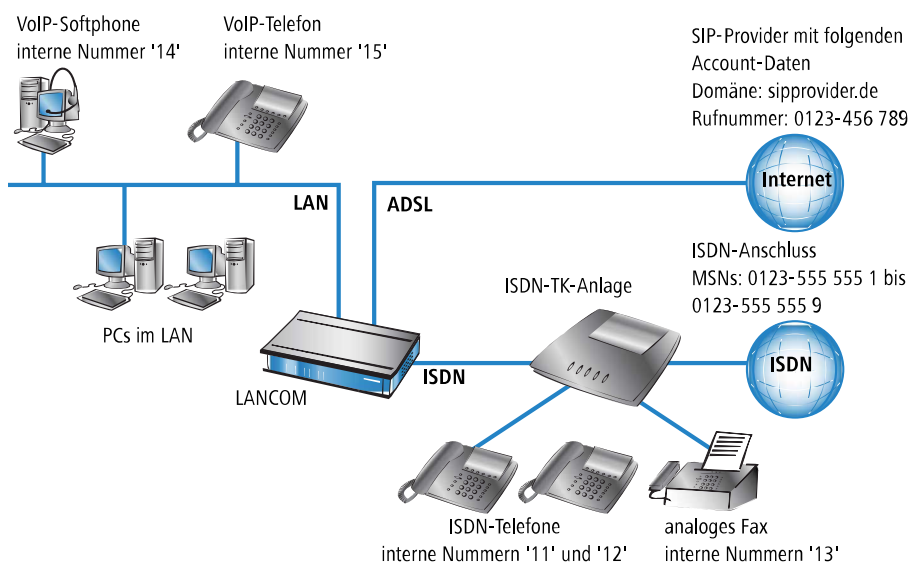 VoIP-Softphone
interne Nummer '14'
VoIP-Telefon
interne Nummer '15'
SIP-Provider mit folgenden
Account-Daten
Domäne: sipprovider.de
Rufnummer: 0123-456 789
Internet
LAN
ADSL
ISDN-Anschluss
MSNs: 0123-555 555 1 bis
0123-555 555 9
ISDN-TK-Anlage
PCs im LAN
ISDN
ISDN
LANCOM
ISDN-Telefone
interne Nummern '11' und '12'
analoges Fax
interne Nummern '13'